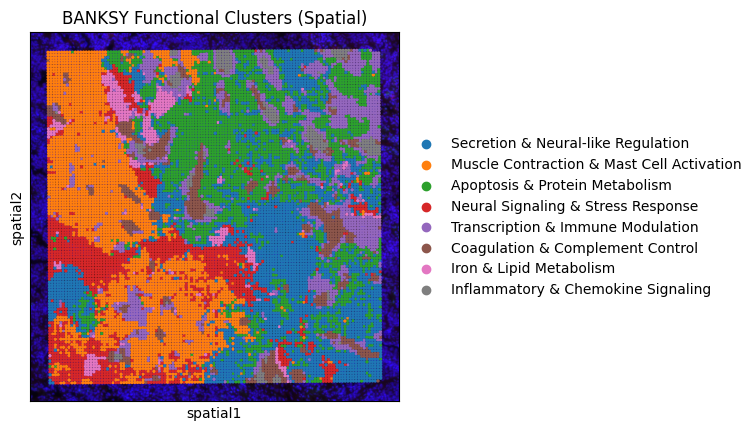 BANKSY Functional Clusters (Spatial)
spatial2
Secretion & Neural-like Regulation
Muscle Contraction & Mast Cell Activation
Apoptosis & Protein Metabolism
Neural Signaling & Stress Response
Transcription & Immune Modulation
Coagulation & Complement Control
Iron & Lipid Metabolism
Inflammatory & Chemokine Signaling
spatial1